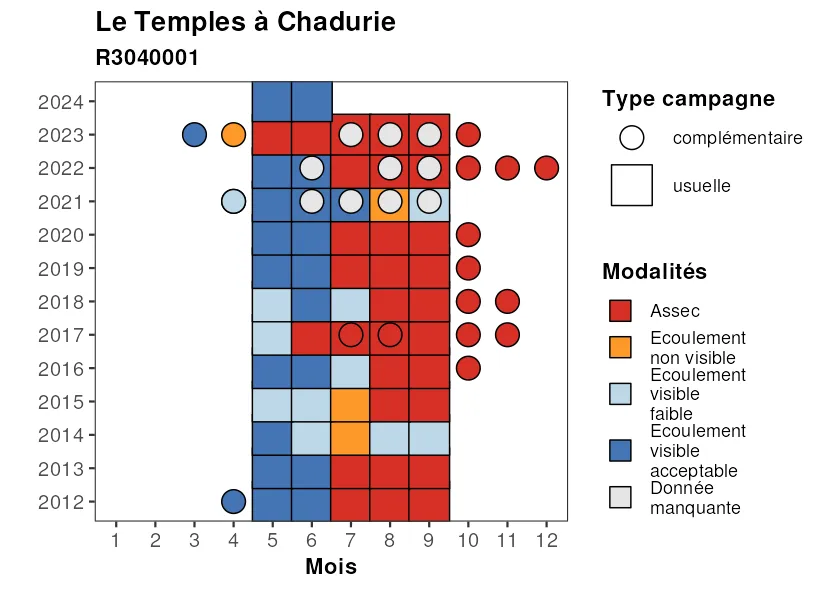 Le Temples à Chadurie
R3040001
2024
2023
2022
2021
2020
2019
2018
2017
2016
2015
2014
2013
2012
1 2 3 4 5 6 7 8 9 10 11 12
Mois
Type campagne
complémentaire
usuelle
Modalités
Assec
Ecoulement
non visible
Ecoulement
visible
faible
Ecoulement
visible
acceptable
Donnée
manquante